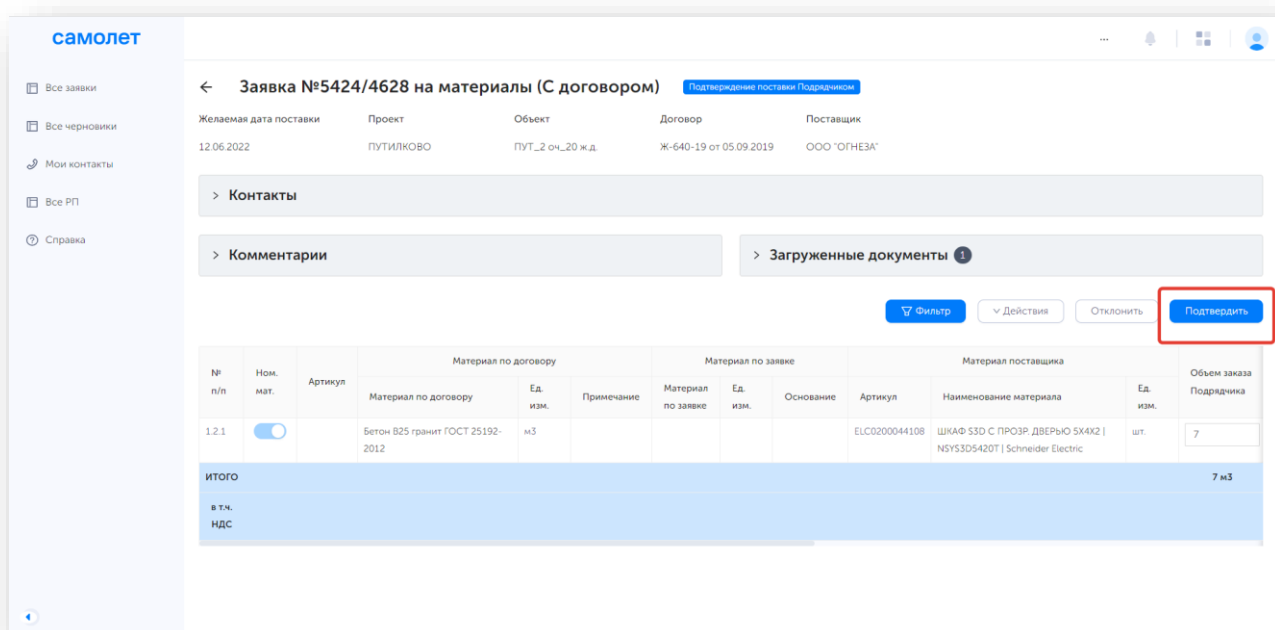 самолет
...
Все заявки
Все черновики
Мои контакты
Все РП
Справка
Заявка №5424/4628 на материалы (С договором)
Подтверждение поставки Подрядчиком
Желаемая дата поставки Проект Объект Договор Поставщик
12.06.2022 ПУТИЛКОВО ПУТ_2 оч_20 ж.д. Ж-640-19 от 05.09.2019 ООО "ОГНЕЗА"
> Контакты
> Комментарии
> Загруженные документы 1
Фильтр
Действия
Отклонить
Подтвердить
Материал по договору Материал по заявке Материал поставщика
№ п/п
Ном. мат.
Артикул
Материал по договору
Ед. изм.
Примечание
Материал по заявке
Ед. изм.
Основание
Артикул
Наименование материала
Ед. изм.
Объем заказа
Подрядчика
1.2.1
Бетон В25 гранит ГОСТ 25192-
2012
м3
ELC0200044108
ШКАФ S3D С ПРОЗР. ДВЕРЬЮ 5Х4Х2 |
NSYS3D5420T | Schneider Electric
шт.
7
ИТОГО 7 м3
в т.ч.
НДС